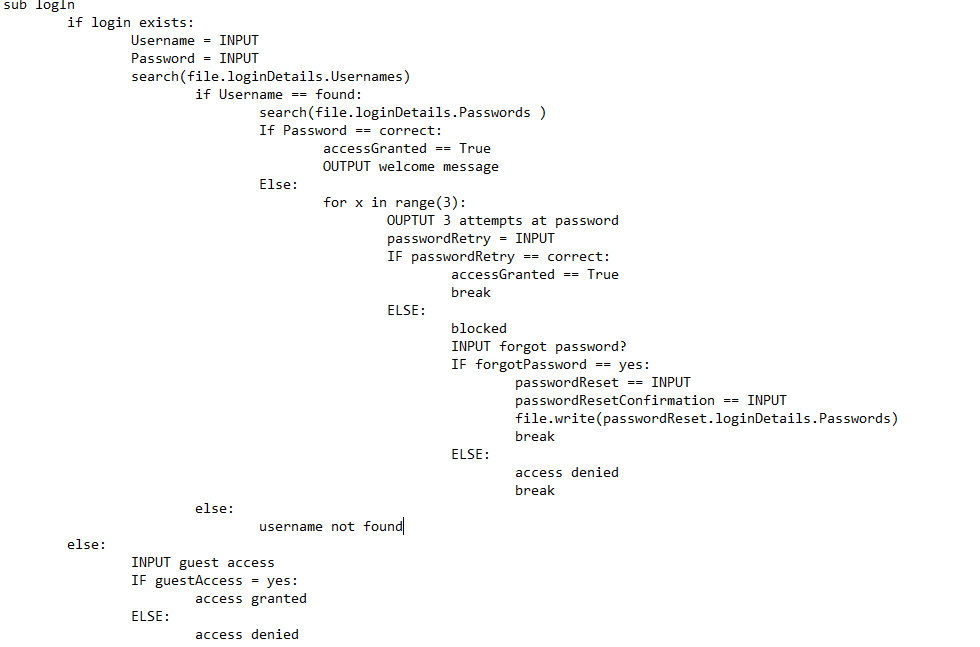 sub logIn
if login exists:
Username = INPUT
Password = INPUT
search(file.loginDetails.Usernames)
if Username == found:
search(file.loginDetails.Passwords )
If Password == correct:
accessGranted == True
OUTPUT welcome message
Else:
for x in range(3):
OUPTUT 3 attempts at password
passwordRetry = INPUT
IF passwordRetry == correct:
accessGranted == True
break
ELSE:
blocked
INPUT forgot password?
IF forgotPassword == yes:
passwordReset == INPUT
passwordResetConfirmation == INPUT
file.write(passwordReset.loginDetails.Passwords)
break
ELSE:
access denied
break
else:
username not found
else:
INPUT guest access
IF guestAccess = yes:
access granted
ELSE:
access denied